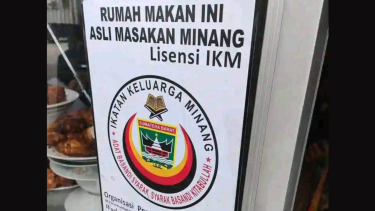 RUMAH MAKAN INI
ASLI MASAKAN MINANG
Lisensi IKM
IKATAN KELUARGA MINANG
SUMATERA BARAT
ADAT BASANDI SYARAK, SYARAK BASANDI KITABULLAH
Organisasi